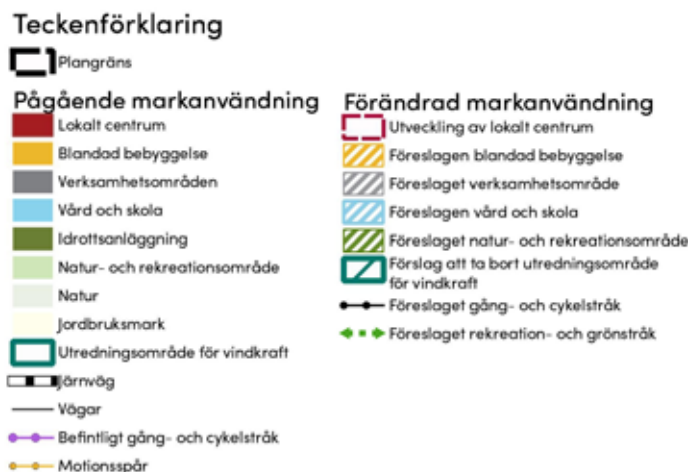 Teckenförklaring
Plangräns
Pågående markanvändning
Lokalt centrum
Blandad bebyggelse
Verksamhetsområden
Vård och skola
Idrottsanläggning
Natur- och rekreationsområde
Natur
Jordbruksmark
Utredningsområde för vindkraft
Järnväg
Vägar
Befintligt gång- och cykelstråk
Motionsspår
Förändrad markanvändning
Utveckling av lokalt centrum
Föreslagen blandad bebyggelse
Föreslaget verksamhetsområde
Föreslagen vård och skola
Föreslaget natur- och rekreationsområde
Förslag att ta bort utredningsområde
för vindkraft
Föreslaget gång- och cykelstråk
Föreslaget rekreation- och grönstråk